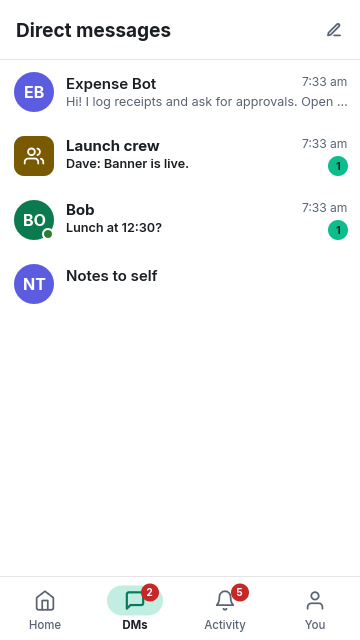 Direct messages
EB
Expense Bot
7:33 am
Hi! I log receipts and ask for approvals. Open ...
Launch crew
7:33 am
Dave: Banner is live.
1
BO
Bob
7:33 am
Lunch at 12:30?
1
NT
Notes to self
2
5
Home
DMs
Activity
You